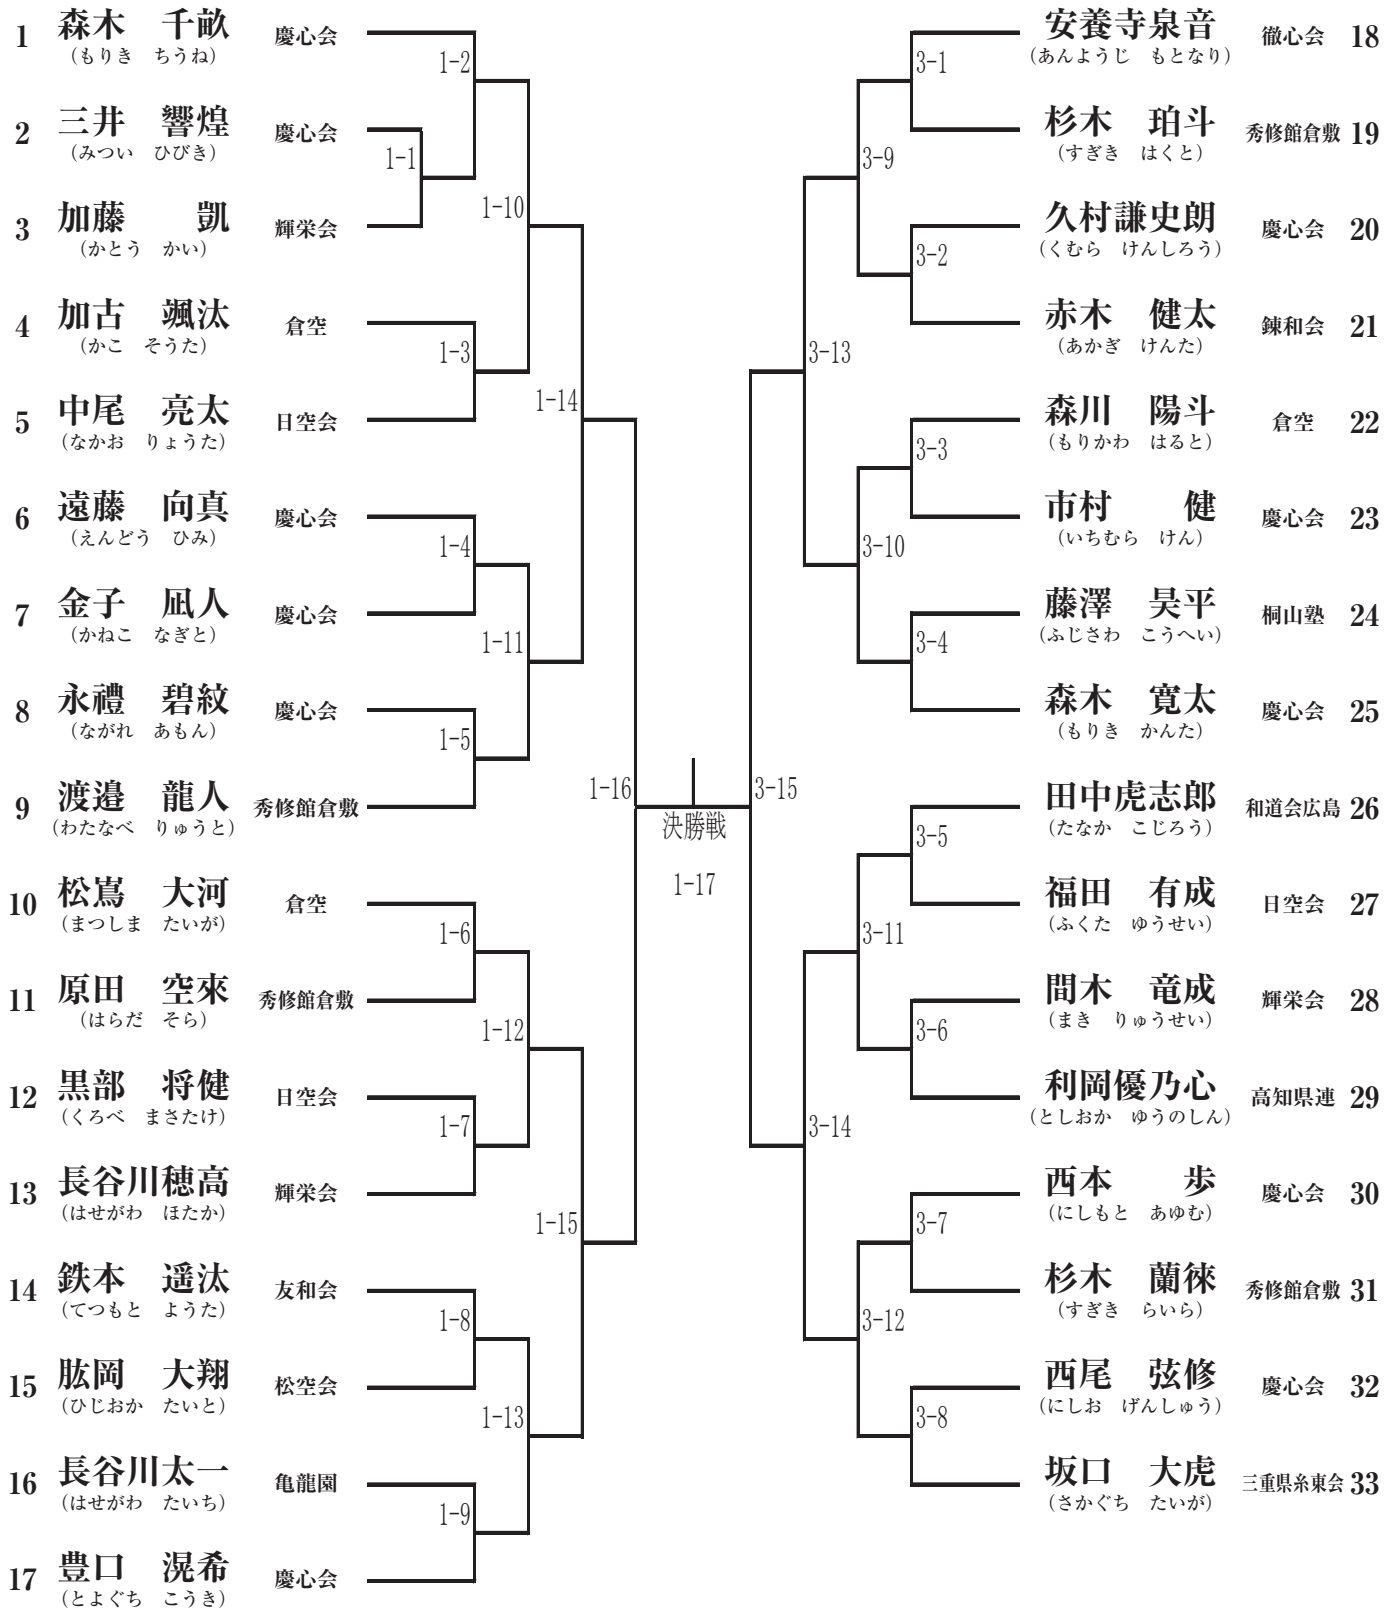 1 森木　千畝 慶心会
（もりき　ちうね）
2 三井　響煌 慶心会
（みつい　ひびき）
3 加藤　　凱 輝栄会
（かとう　かい）
4 加古　颯汰 倉空
（かこ　そうた）
5 中尾　亮太 日空会
（なかお　りょうた）
6 遠藤　向真 慶心会
（えんどう　ひみ）
7 金子　凪人 慶心会
（かねこ　なぎと）
8 永禮　碧紋 慶心会
（ながれ　あもん）
9 渡邉　龍人 秀修館倉敷
（わたなべ　りゅうと）
10 松嶌　大河 倉空
（まつしま　たいが）
11 原田　空來 秀修館倉敷
（はらだ　そら）
12 黒部　将健 日空会
（くろべ　まさたけ）
13 長谷川穂高 輝栄会
（はせがわ　ほたか）
14 鉄本　遥汰 友和会
（てつもと　ようた）
15 肱岡　大翔 松空会
（ひじおか　たいと）
16 長谷川太一 亀龍園
（はせがわ　たいち）
17 豊口　滉希 慶心会
（とよぐち　こうき）
1-2
1-1
1-10
1-3
1-14
1-4
1-11
1-5
1-16
1-6
1-12
1-7
1-15
1-8
1-13
1-9
決勝戦
1-17
3-1
3-9
3-2
3-13
3-3
3-10
3-4
3-15
3-5
3-11
3-6
3-14
3-7
3-12
3-8
安養寺泉音 徹心会 18
（あんようじ　もとなり）
杉木　珀斗 秀修館倉敷 19
（すぎき　はくと）
久村謙史朗 慶心会 20
（くむら　けんしろう）
赤木　健太 錬和会 21
（あかぎ　けんた）
森川　陽斗 倉空 22
（もりかわ　はると）
市村　　健 慶心会 23
（いちむら　けん）
藤澤　昊平 桐山塾 24
（ふじさわ　こうへい）
森木　寛太 慶心会 25
（もりき　かんた）
田中虎志郎 和道会広島 26
（たなか　こじろう）
福田　有成 日空会 27
（ふくた　ゆうせい）
間木　竜成 輝栄会 28
（まき　りゅうせい）
利岡優乃心 高知県連 29
（としおか　ゆうのしん）
西本　　歩 慶心会 30
（にしもと　あゆむ）
杉木　蘭徠 秀修館倉敷 31
（すぎき　らいら）
西尾　弦修 慶心会 32
（にしお　げんしゅう）
坂口　大虎 三重県糸東会 33
（さかぐち　たいが）